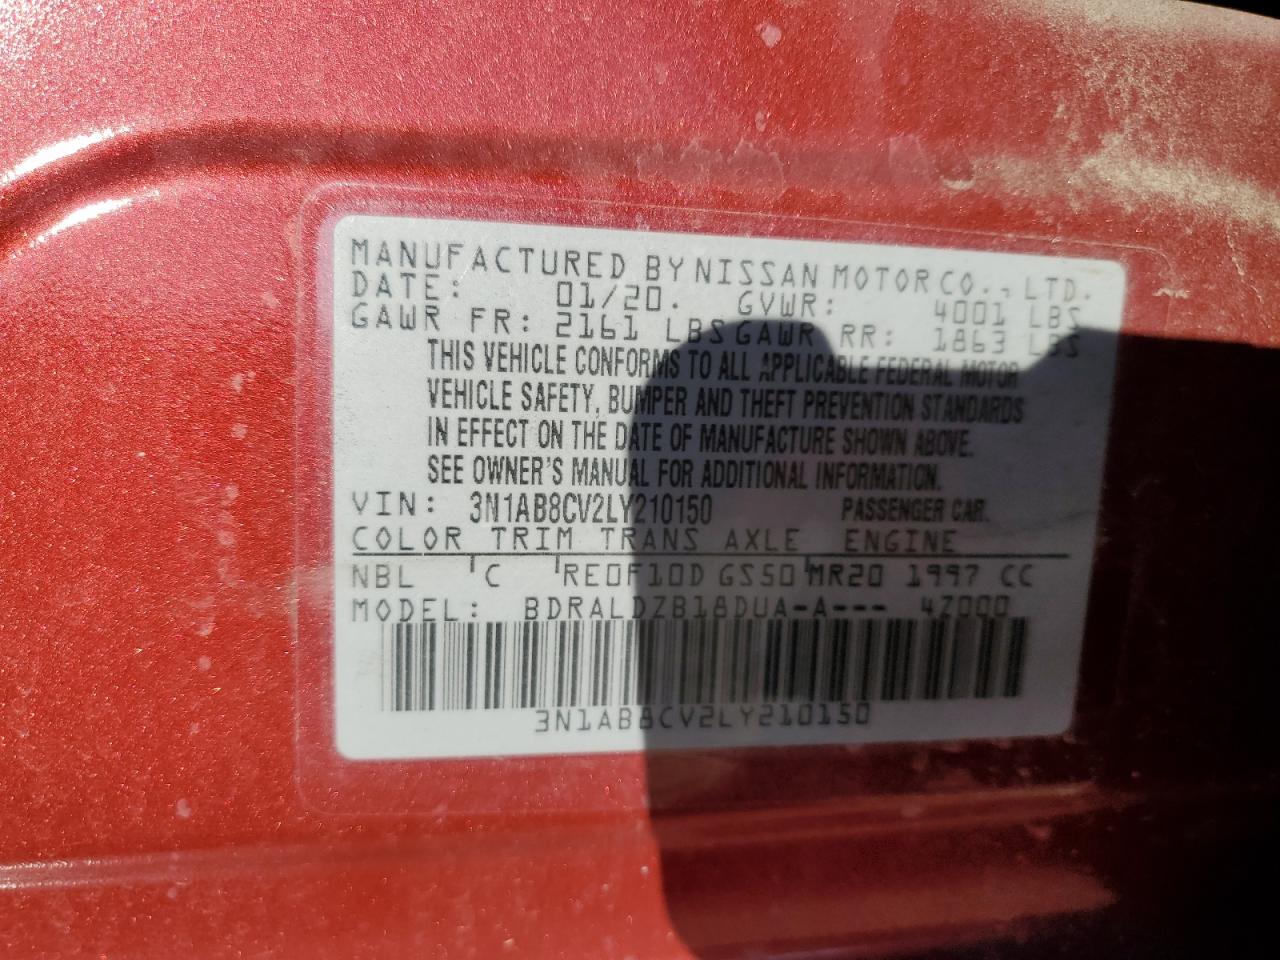 MANUFACTURED BY NISSAN MOTOR CO., LTD.
DATE: 01/20. GVWR: 4001 LBS
GAWR FR: 2161 LBS GAWR RR: 1863 LBS
THIS VEHICLE CONFORMS TO ALL APPLICABLE FEDERAL MOTOR
VEHICLE SAFETY, BUMPER AND THEFT PREVENTION STANDARDS
IN EFFECT ON THE DATE OF MANUFACTURE SHOWN ABOVE.
SEE OWNER'S MANUAL FOR ADDITIONAL INFORMATION.
VIN: 3N1AB8CV2LY210150 PASSENGER CAR.
COLOR TRIM TRANS AXLE ENGINE
NBL C RE0F10D GS50 MR20 1997 CC
MODEL: BDRALDZB18DUA-A--- 4Z000
3N1AB8CV2LY210150